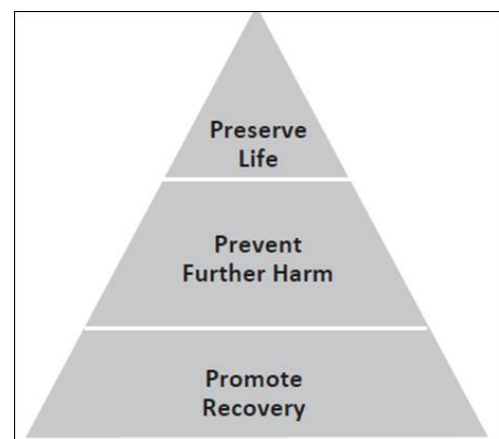 Preserve
Life
Prevent
Further Harm
Promote
Recovery